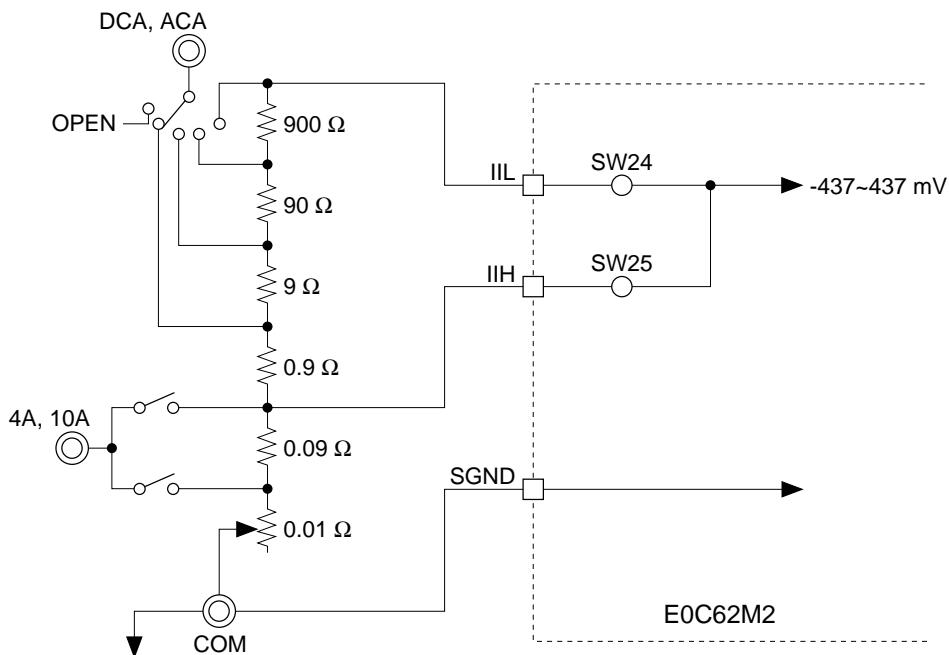 DCA, ACA
OPEN
900 Ω
90 Ω
9 Ω
0.9 Ω
0.09 Ω
0.01 Ω
4A, 10A
COM
IIL
IIH
SGND
SW24
SW25
-437~437 mV
E0C62M2